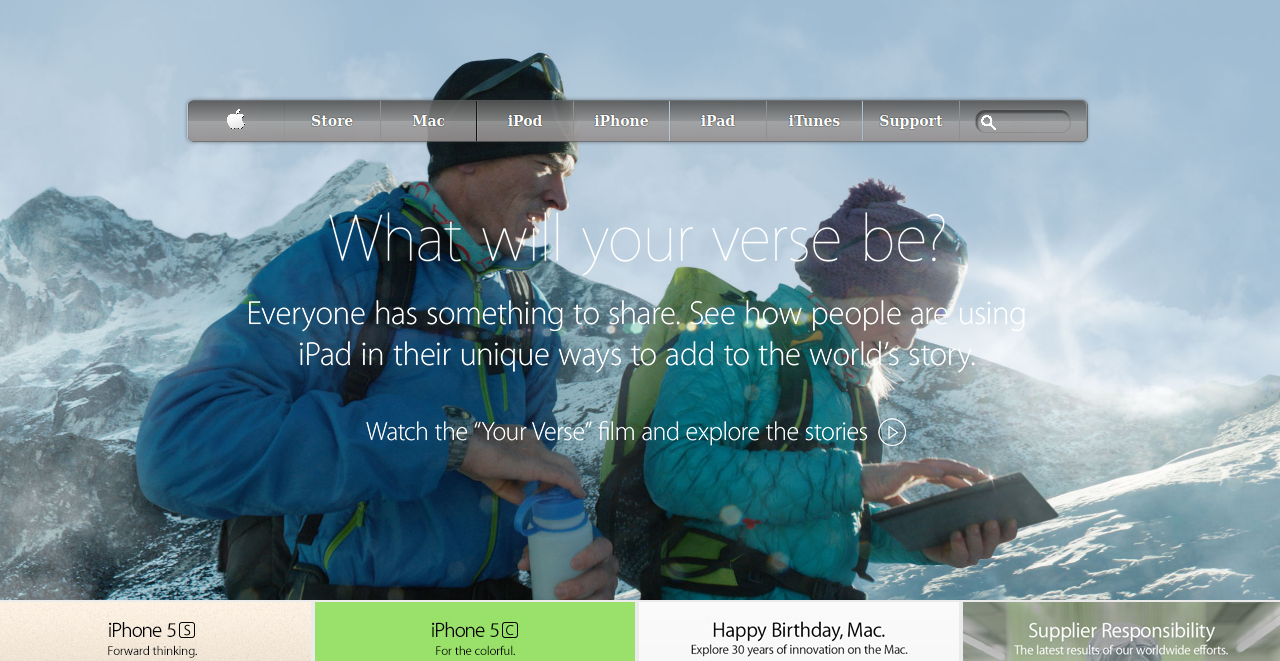 Store Mac iPod iPhone iPad iTunes Support
What will your verse be?
Everyone has something to share. See how people are using
iPad in their unique ways to add to the world's story.
Watch the “Your Verse” film and explore the stories
iPhone 5S
Forward thinking.
iPhone 5C
For the colorful.
Happy Birthday, Mac.
Explore 30 years of innovation on the Mac.
Supplier Responsibility
The latest results of our worldwide efforts.